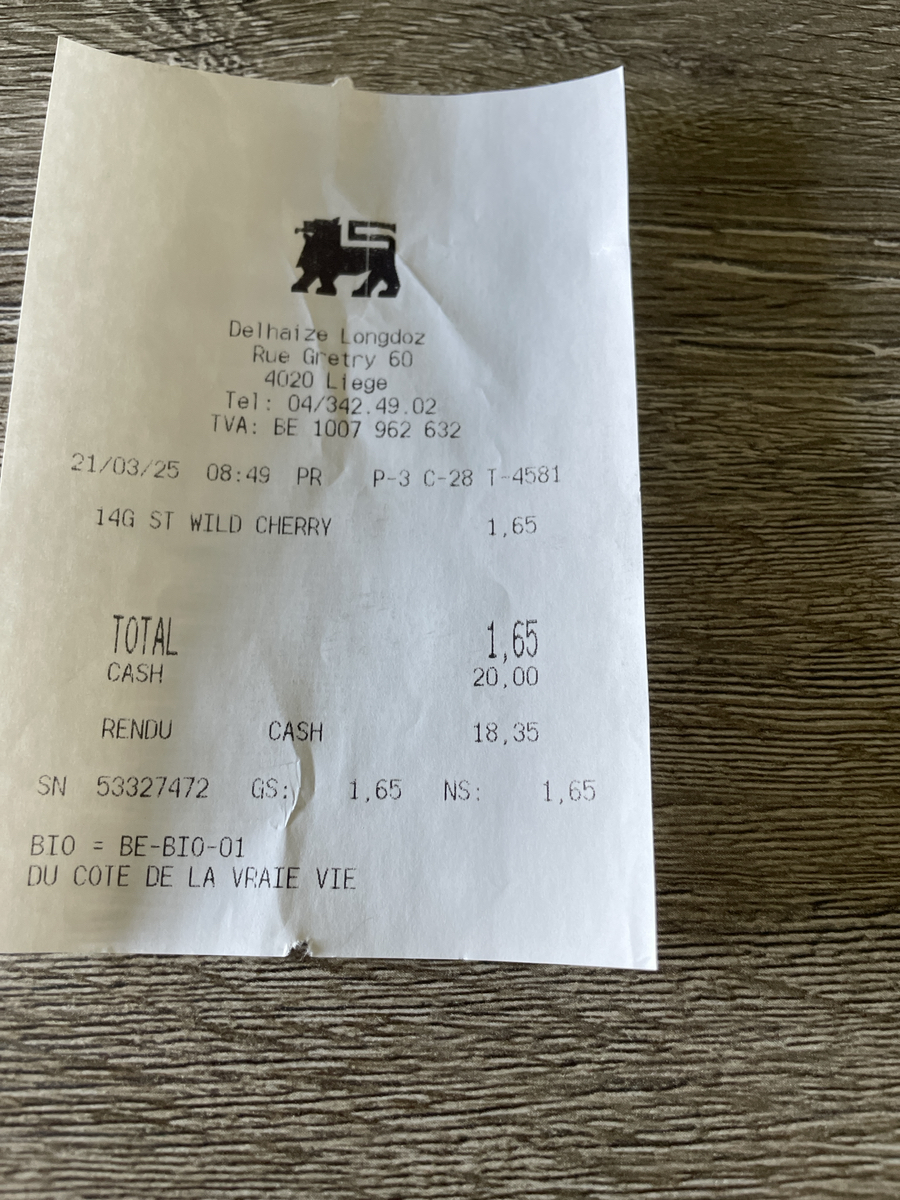 Delhaize Longdoz
Rue Gretry 60
4020 Liege
Tel: 04/342.49.02
TVA: BE 1007 962 632
21/03/25 08:49 PR P-3 C-28 T-4581
14G ST WILD CHERRY 1,65
TOTAL 1,65
CASH 20,00
RENDU CASH 18,35
SN 53327472 GS: 1,65 NS: 1,65
BIO = BE-BIO-01
DU COTE DE LA VRAIE VIE